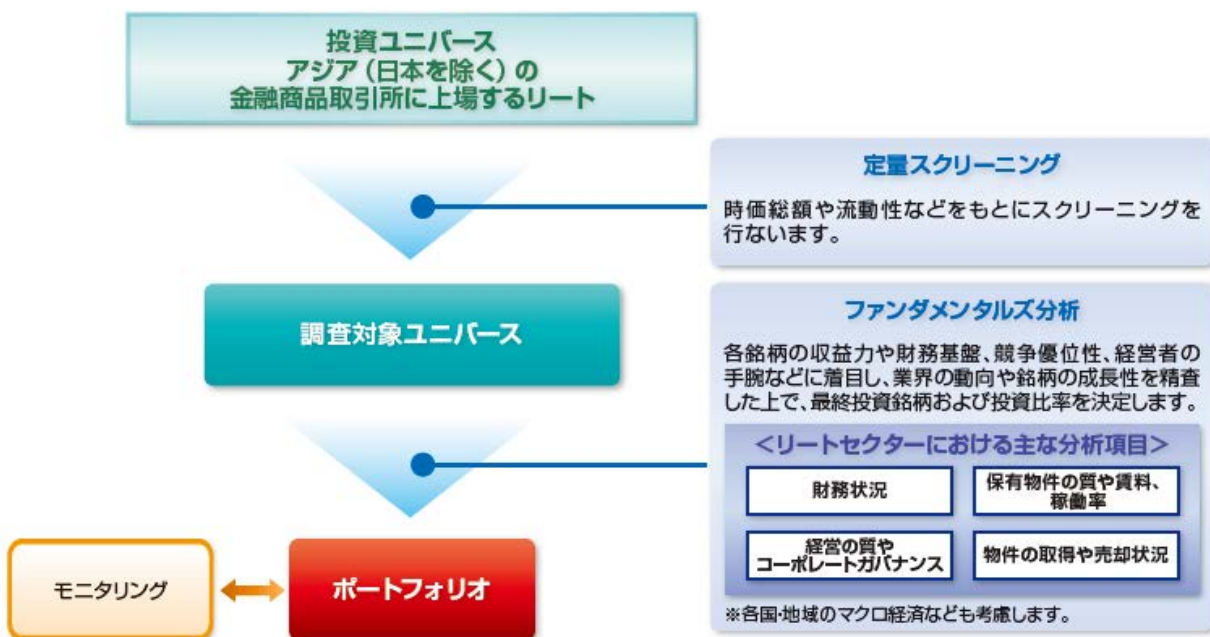 投資ユニバース
アジア（日本を除く）の
金融商品取引所に上場するリート
定量スクリーニング
時価総額や流動性などをもとにスクリーニングを
行ないます。
調査対象ユニバース
ファンダメンタルズ分析
各銘柄の収益力や財務基盤、競争優位性、経営者の
手腕などに着目し、業界の動向や銘柄の成長性を精査
した上で、最終投資銘柄および投資比率を決定します。
＜リートセクターにおける主な分析項目＞
財務状況
保有物件の質や賃料、
稼働率
経営の質や
コーポレートガバナンス
物件の取得や売却状況
※各国・地域のマクロ経済なども考慮します。
モニタリング
ポートフォリオ